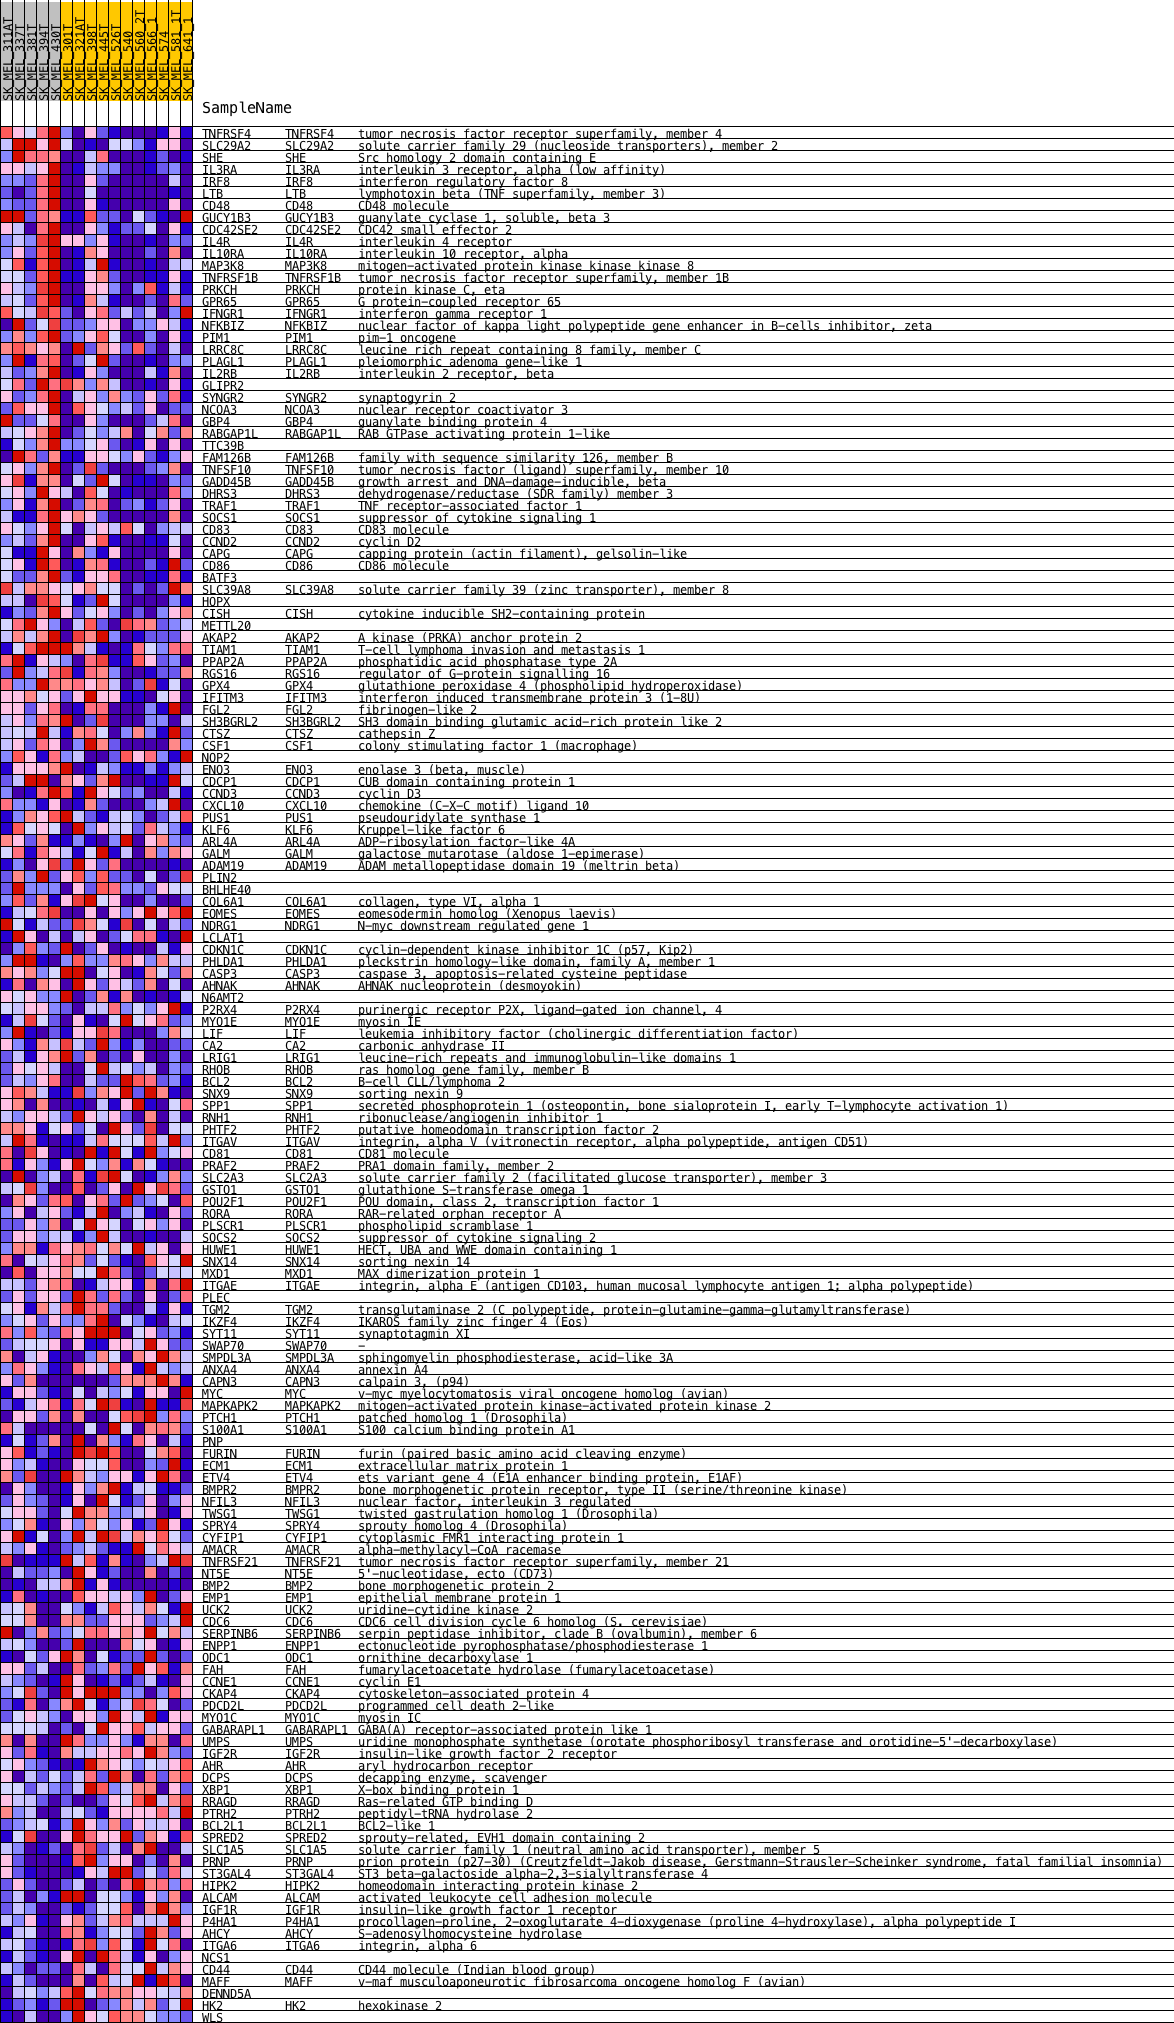 SK_MEL_311AT
SK_MEL_337T
SK_MEL_381T
SK_MEL_394T
SK_MEL_430T
SK_MEL_301T
SK_MEL_321AT
SK_MEL_398T
SK_MEL_445T
SK_MEL_526T
SK_MEL_540
SK_MEL_560_2T
SK_MEL_566_1
SK_MEL_574
SK_MEL_581_1T
SK_MEL_641_1
SampleName
TNFRSF4 TNFRSF4 tumor necrosis factor receptor superfamily, member 4
SLC29A2 SLC29A2 solute carrier family 29 (nucleoside transporters), member 2
SHE SHE Src homology 2 domain containing E
IL3RA IL3RA interleukin 3 receptor, alpha (low affinity)
IRF8 IRF8 interferon regulatory factor 8
LTB LTB lymphotoxin beta (TNF superfamily, member 3)
CD48 CD48 CD48 molecule
GUCY1B3 GUCY1B3 guanylate cyclase 1, soluble, beta 3
CDC42SE2 CDC42SE2 CDC42 small effector 2
IL4R IL4R interleukin 4 receptor
IL10RA IL10RA interleukin 10 receptor, alpha
MAP3K8 MAP3K8 mitogen-activated protein kinase kinase kinase 8
TNFRSF1B TNFRSF1B tumor necrosis factor receptor superfamily, member 1B
PRKCH PRKCH protein kinase C, eta
GPR65 GPR65 G protein-coupled receptor 65
IFNGR1 IFNGR1 interferon gamma receptor 1
NFKBIZ NFKBIZ nuclear factor of kappa light polypeptide gene enhancer in B-cells inhibitor, zeta
PIM1 PIM1 pim-1 oncogene
LRRC8C LRRC8C leucine rich repeat containing 8 family, member C
PLAGL1 PLAGL1 pleiomorphic adenoma gene-like 1
IL2RB IL2RB interleukin 2 receptor, beta
GLIPR2
SYNGR2 SYNGR2 synaptogyrin 2
NCOA3 NCOA3 nuclear receptor coactivator 3
GBP4 GBP4 guanylate binding protein 4
RABGAP1L RABGAP1L RAB GTPase activating protein 1-like
TTC39B
FAM126B FAM126B family with sequence similarity 126, member B
TNFSF10 TNFSF10 tumor necrosis factor (ligand) superfamily, member 10
GADD45B GADD45B growth arrest and DNA-damage-inducible, beta
DHRS3 DHRS3 dehydrogenase/reductase (SDR family) member 3
TRAF1 TRAF1 TNF receptor-associated factor 1
SOCS1 SOCS1 suppressor of cytokine signaling 1
CD83 CD83 CD83 molecule
CCND2 CCND2 cyclin D2
CAPG CAPG capping protein (actin filament), gelsolin-like
CD86 CD86 CD86 molecule
BATF3
SLC39A8 SLC39A8 solute carrier family 39 (zinc transporter), member 8
HOPX
CISH CISH cytokine inducible SH2-containing protein
METTL20
AKAP2 AKAP2 A kinase (PRKA) anchor protein 2
TIAM1 TIAM1 T-cell lymphoma invasion and metastasis 1
PPAP2A PPAP2A phosphatidic acid phosphatase type 2A
RGS16 RGS16 regulator of G-protein signalling 16
GPX4 GPX4 glutathione peroxidase 4 (phospholipid hydroperoxidase)
IFITM3 IFITM3 interferon induced transmembrane protein 3 (1-8U)
FGL2 FGL2 fibrinogen-like 2
SH3BGRL2 SH3BGRL2 SH3 domain binding glutamic acid-rich protein like 2
CTSZ CTSZ cathepsin Z
CSF1 CSF1 colony stimulating factor 1 (macrophage)
NOP2
ENO3 ENO3 enolase 3 (beta, muscle)
CDCP1 CDCP1 CUB domain containing protein 1
CCND3 CCND3 cyclin D3
CXCL10 CXCL10 chemokine (C-X-C motif) ligand 10
PUS1 PUS1 pseudouridylate synthase 1
KLF6 KLF6 Kruppel-like factor 6
ARL4A ARL4A ADP-ribosylation factor-like 4A
GALM GALM galactose mutarotase (aldose 1-epimerase)
ADAM19 ADAM19 ADAM metallopeptidase domain 19 (meltrin beta)
PLIN2
BHLHE40
COL6A1 COL6A1 collagen, type VI, alpha 1
EOMES EOMES eomesodermin homolog (Xenopus laevis)
NDRG1 NDRG1 N-myc downstream regulated gene 1
LCLAT1
CDKN1C CDKN1C cyclin-dependent kinase inhibitor 1C (p57, Kip2)
PHLDA1 PHLDA1 pleckstrin homology-like domain, family A, member 1
CASP3 CASP3 caspase 3, apoptosis-related cysteine peptidase
AHNAK AHNAK AHNAK nucleoprotein (desmoyokin)
N6AMT2
P2RX4 P2RX4 purinergic receptor P2X, ligand-gated ion channel, 4
MYO1E MYO1E myosin IE
LIF LIF leukemia inhibitory factor (cholinergic differentiation factor)
CA2 CA2 carbonic anhydrase II
LRIG1 LRIG1 leucine-rich repeats and immunoglobulin-like domains 1
RHOB RHOB ras homolog gene family, member B
BCL2 BCL2 B-cell CLL/lymphoma 2
SNX9 SNX9 sorting nexin 9
SPP1 SPP1 secreted phosphoprotein 1 (osteopontin, bone sialoprotein I, early T-lymphocyte activation 1)
RNH1 RNH1 ribonuclease/angiogenin inhibitor 1
PHTF2 PHTF2 putative homeodomain transcription factor 2
ITGAV ITGAV integrin, alpha V (vitronectin receptor, alpha polypeptide, antigen CD51)
CD81 CD81 CD81 molecule
PRAF2 PRAF2 PRA1 domain family, member 2
SLC2A3 SLC2A3 solute carrier family 2 (facilitated glucose transporter), member 3
GSTO1 GSTO1 glutathione S-transferase omega 1
POU2F1 POU2F1 POU domain, class 2, transcription factor 1
RORA RORA RAR-related orphan receptor A
PLSCR1 PLSCR1 phospholipid scramblase 1
SOCS2 SOCS2 suppressor of cytokine signaling 2
HUWE1 HUWE1 HECT, UBA and WWE domain containing 1
SNX14 SNX14 sorting nexin 14
MXD1 MXD1 MAX dimerization protein 1
ITGAE ITGAE integrin, alpha E (antigen CD103, human mucosal lymphocyte antigen 1; alpha polypeptide)
PLEC
TGM2 TGM2 transglutaminase 2 (C polypeptide, protein-glutamine-gamma-glutamyltransferase)
IKZF4 IKZF4 IKAROS family zinc finger 4 (Eos)
SYT11 SYT11 synaptotagmin XI
SWAP70 SWAP70 -
SMPDL3A SMPDL3A sphingomyelin phosphodiesterase, acid-like 3A
ANXA4 ANXA4 annexin A4
CAPN3 CAPN3 calpain 3, (p94)
MYC MYC v-myc myelocytomatosis viral oncogene homolog (avian)
MAPKAPK2 MAPKAPK2 mitogen-activated protein kinase-activated protein kinase 2
PTCH1 PTCH1 patched homolog 1 (Drosophila)
S100A1 S100A1 S100 calcium binding protein A1
PNP
FURIN FURIN furin (paired basic amino acid cleaving enzyme)
ECM1 ECM1 extracellular matrix protein 1
ETV4 ETV4 ets variant gene 4 (E1A enhancer binding protein, E1AF)
BMPR2 BMPR2 bone morphogenetic protein receptor, type II (serine/threonine kinase)
NFIL3 NFIL3 nuclear factor, interleukin 3 regulated
TWSG1 TWSG1 twisted gastrulation homolog 1 (Drosophila)
SPRY4 SPRY4 sprouty homolog 4 (Drosophila)
CYFIP1 CYFIP1 cytoplasmic FMR1 interacting protein 1
AMACR AMACR alpha-methylacyl-CoA racemase
TNFRSF21 TNFRSF21 tumor necrosis factor receptor superfamily, member 21
NT5E NT5E 5'-nucleotidase, ecto (CD73)
BMP2 BMP2 bone morphogenetic protein 2
EMP1 EMP1 epithelial membrane protein 1
UCK2 UCK2 uridine-cytidine kinase 2
CDC6 CDC6 CDC6 cell division cycle 6 homolog (S. cerevisiae)
SERPINB6 SERPINB6 serpin peptidase inhibitor, clade B (ovalbumin), member 6
ENPP1 ENPP1 ectonucleotide pyrophosphatase/phosphodiesterase 1
ODC1 ODC1 ornithine decarboxylase 1
FAH FAH fumarylacetoacetate hydrolase (fumarylacetoacetase)
CCNE1 CCNE1 cyclin E1
CKAP4 CKAP4 cytoskeleton-associated protein 4
PDCD2L PDCD2L programmed cell death 2-like
MYO1C MYO1C myosin IC
GABARAPL1 GABARAPL1 GABA(A) receptor-associated protein like 1
UMPS UMPS uridine monophosphate synthetase (orotate phosphoribosyl transferase and orotidine-5'-decarboxylase)
IGF2R IGF2R insulin-like growth factor 2 receptor
AHR AHR aryl hydrocarbon receptor
DCPS DCPS decapping enzyme, scavenger
XBP1 XBP1 X-box binding protein 1
RRAGD RRAGD Ras-related GTP binding D
PTRH2 PTRH2 peptidyl-tRNA hydrolase 2
BCL2L1 BCL2L1 BCL2-like 1
SPRED2 SPRED2 sprouty-related, EVH1 domain containing 2
SLC1A5 SLC1A5 solute carrier family 1 (neutral amino acid transporter), member 5
PRNP PRNP prion protein (p27-30) (Creutzfeldt-Jakob disease, Gerstmann-Strausler-Scheinker syndrome, fatal familial insomnia)
ST3GAL4 ST3GAL4 ST3 beta-galactoside alpha-2,3-sialyltransferase 4
HIPK2 HIPK2 homeodomain interacting protein kinase 2
ALCAM ALCAM activated leukocyte cell adhesion molecule
IGF1R IGF1R insulin-like growth factor 1 receptor
P4HA1 P4HA1 procollagen-proline, 2-oxoglutarate 4-dioxygenase (proline 4-hydroxylase), alpha polypeptide I
AHCY AHCY S-adenosylhomocysteine hydrolase
ITGA6 ITGA6 integrin, alpha 6
NCS1
CD44 CD44 CD44 molecule (Indian blood group)
MAFF MAFF v-maf musculoaponeurotic fibrosarcoma oncogene homolog F (avian)
DENND5A
HK2 HK2 hexokinase 2
WLS